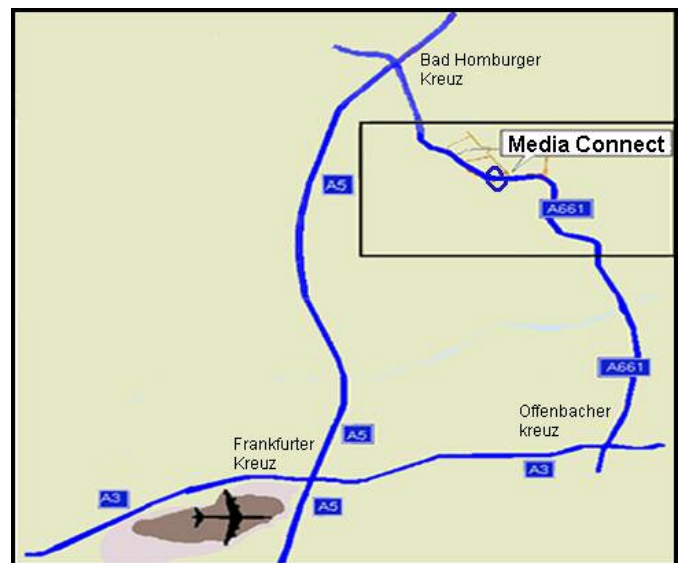 Bad Homburger
Kreuz
Media Connect
A5
A661
A661
Offenbacher
kreuz
A5
Frankfurter
Kreuz
A3
A3
A5